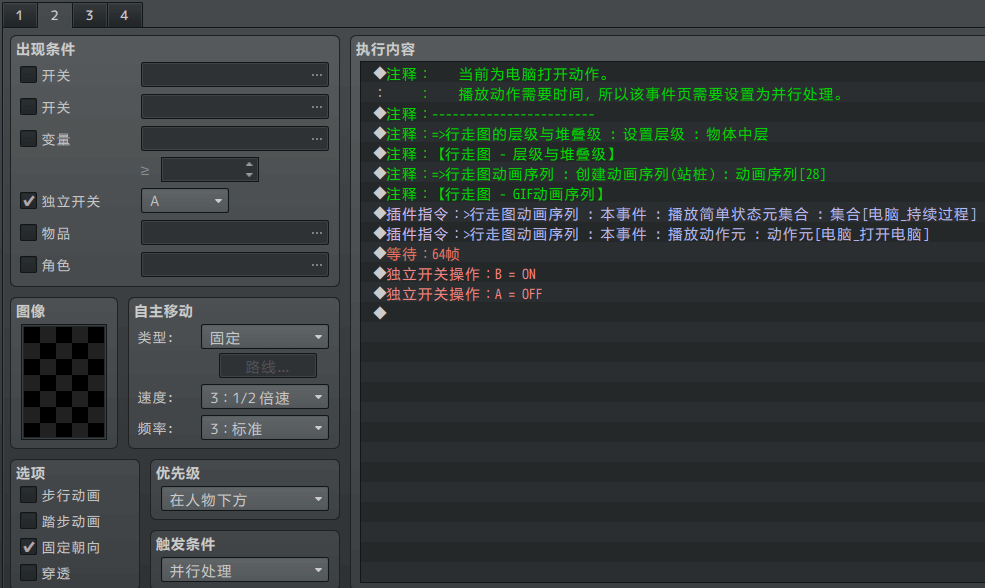 1 2 3 4
出现条件
开关 ...
开关 ...
变量 ...
≥
独立开关 A
物品 ...
角色 ...
图像
自主移动
类型: 固定
路线...
速度: 3：1/2 倍速
频率: 3：标准
选项
步行动画
踏步动画
固定朝向
穿透
优先级
在人物下方
触发条件
并行处理
执行内容
◆注释： 当前为电脑打开动作。
： ： 播放动作需要时间，所以该事件页需要设置为并行处理。
◆注释：------------------------
◆注释：=>行走图的层级与堆叠级 : 设置层级 : 物体中层
◆注释：【行走图 - 层级与堆叠级】
◆注释：=>行走图动画序列 : 创建动画序列(站桩) : 动画序列[28]
◆注释：【行走图 - GIF动画序列】
◆插件指令：>行走图动画序列 : 本事件 : 播放简单状态元集合 : 集合[电脑_持续过程]
◆插件指令：>行走图动画序列 : 本事件 : 播放动作元 : 动作元[电脑_打开电脑]
◆等待：64帧
◆独立开关操作：B = ON
◆独立开关操作：A = OFF
◆